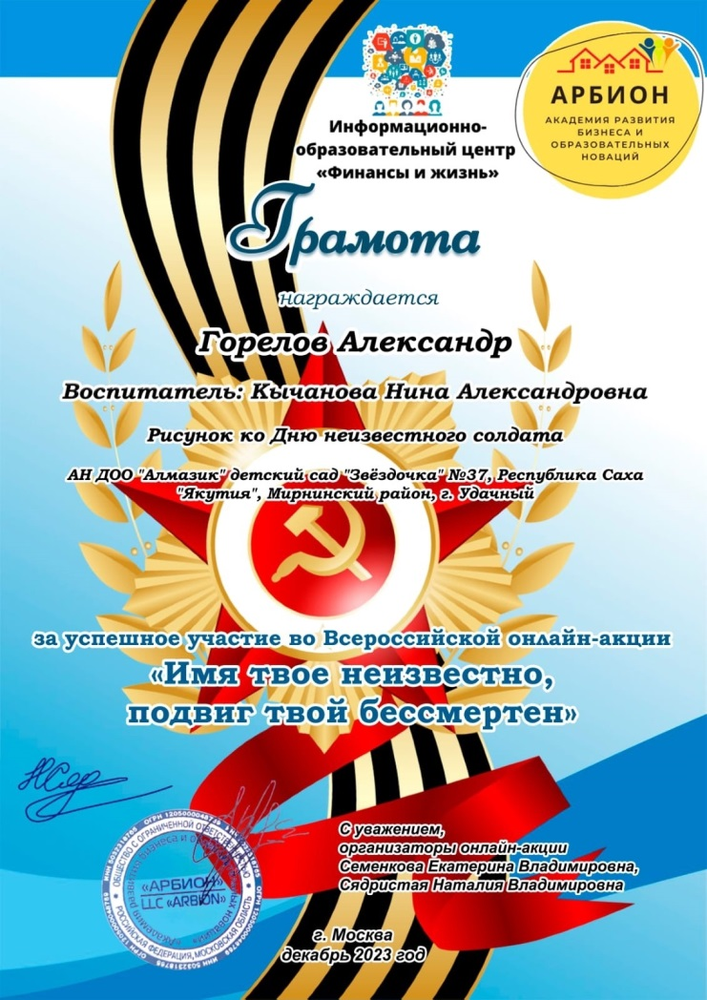 Информационно-
образовательный центр
«Финансы и жизнь»
АРБИОН
АКАДЕМИЯ РАЗВИТИЯ
БИЗНЕСА И
ОБРАЗОВАТЕЛЬНЫХ
НОВАЦИЙ
Грамота
награждается
Горелов Александр
Воспитатель: Кычанова Нина Александровна
Рисунок ко Дню неизвестного солдата
АН ДОО "Алмазик" детский сад "Звёздочка" №37, Республика Саха
"Якутия", Мирнинский район, г. Удачный
за успешное участие во Всероссийской онлайн-акции
«Имя твое неизвестно,
подвиг твой бессмертен»
ОБЩЕСТВО С ОГРАНИЧЕННОЙ ОТВЕТСТВЕННОСТЬЮ
«АРБИОН»
LLC «ARBION»
РОССИЙСКАЯ ФЕДЕРАЦИЯ, МОСКОВСКАЯ ОБЛАСТЬ
С уважением,
организаторы онлайн-акции
Семенкова Екатерина Владимировна,
Сядристая Наталия Владимировна
г. Москва
декабрь 2023 год